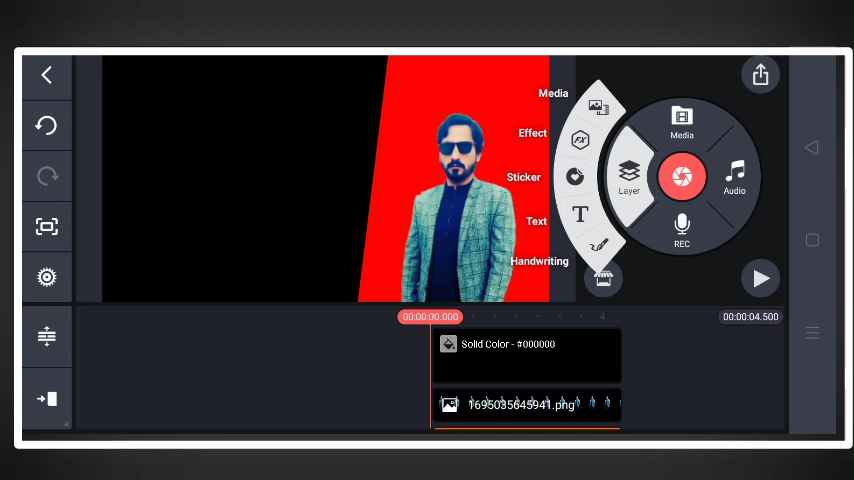 Media
Effect
Sticker
Text
Handwriting
FX
T
Media
Layer
Audio
REC
00:00:00.000
4
00:00:04.500
Solid Color - #000000
1695035645941.png